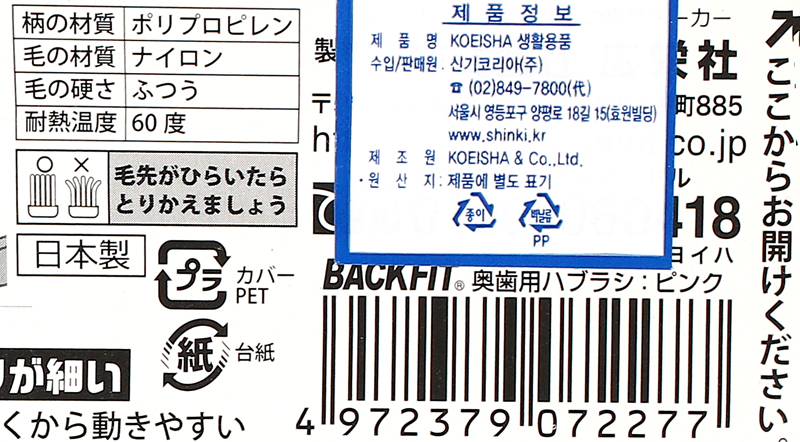 柄の材質 ポリプロピレン
毛の材質 ナイロン
毛の硬さ ふつう
耐熱温度 60度
毛先がひらいたら
とりかえましょう
日本製
プラ カバー
PET
紙 台紙
が細い
くから動きやすい
제품정보
제 품 명 KOEISHA 생활용품
수입/판매원 . 신기코리아(주)
☎ (02)849-7800(代)
서울시 영등포구 양평로 18길 15(효원빌딩)
www.shinki.kr
제 조 원 KOEISHA & Co.,Ltd.
· 원 산 지 : 제품에 별도 표기
종이 비닐류
PP
製
ーカー
栄社
〒
町885
h
co.jp
ル
418
ョイハ
BACKFIT® 奥歯用ハブラシ：ピンク
4 972379 072277
ここからお開けください。